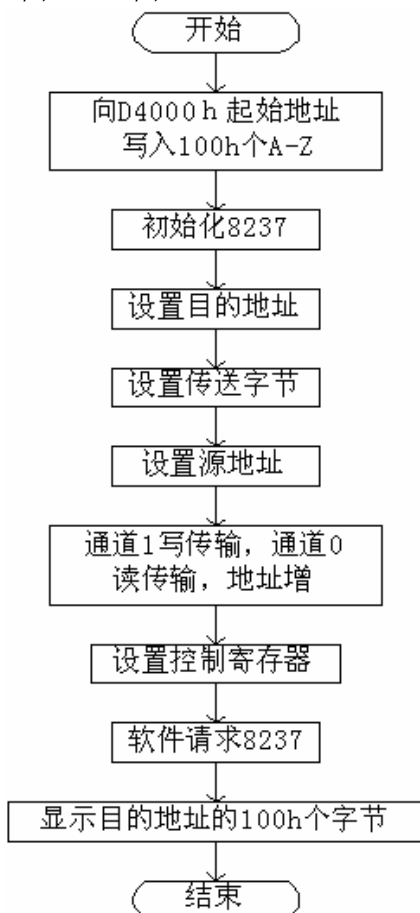 开始
向D4000h起始地址
写入100h个A-Z
初始化8237
设置目的地址
设置传送字节
设置源地址
通道1写传输，通道0
读传输，地址增
设置控制寄存器
软件请求8237
显示目的地址的100h个字节
结束